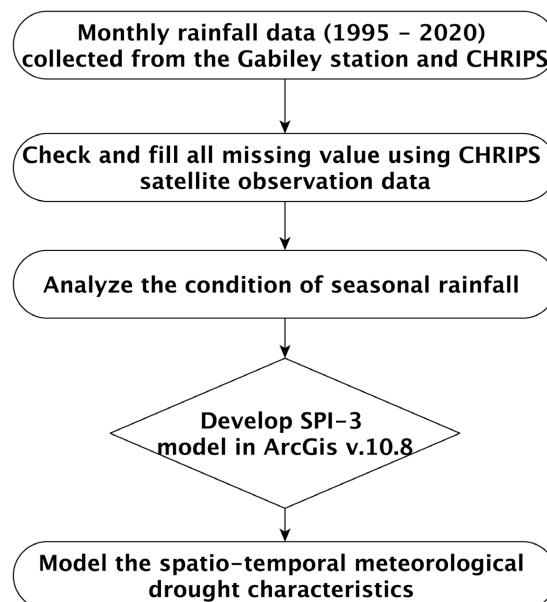 Monthly rainfall data (1995 – 2020)
collected from the Gabiley station and CHRIPS
Check and fill all missing value using CHRIPS
satellite observation data
Analyze the condition of seasonal rainfall
Develop SPI–3
model in ArcGis v.10.8
Model the spatio–temporal meteorological
drought characteristics